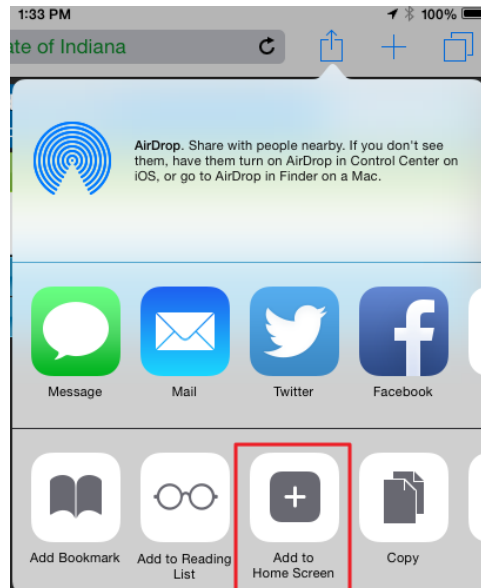 1:33 PM
100%
ate of Indiana
AirDrop. Share with people nearby. If you don't see
them, have them turn on AirDrop in Control Center on
iOS, or go to AirDrop in Finder on a Mac.
Message
Mail
Twitter
Facebook
Add Bookmark
Add to Reading
List
Add to
Home Screen
Copy